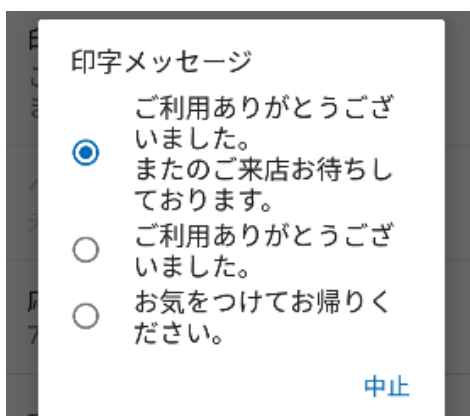 印字メッセージ
ご利用ありがとうござ
いました。
またのご来店お待ちし
ております。
ご利用ありがとうござ
いました。
お気をつけてお帰りく
ださい。
中止